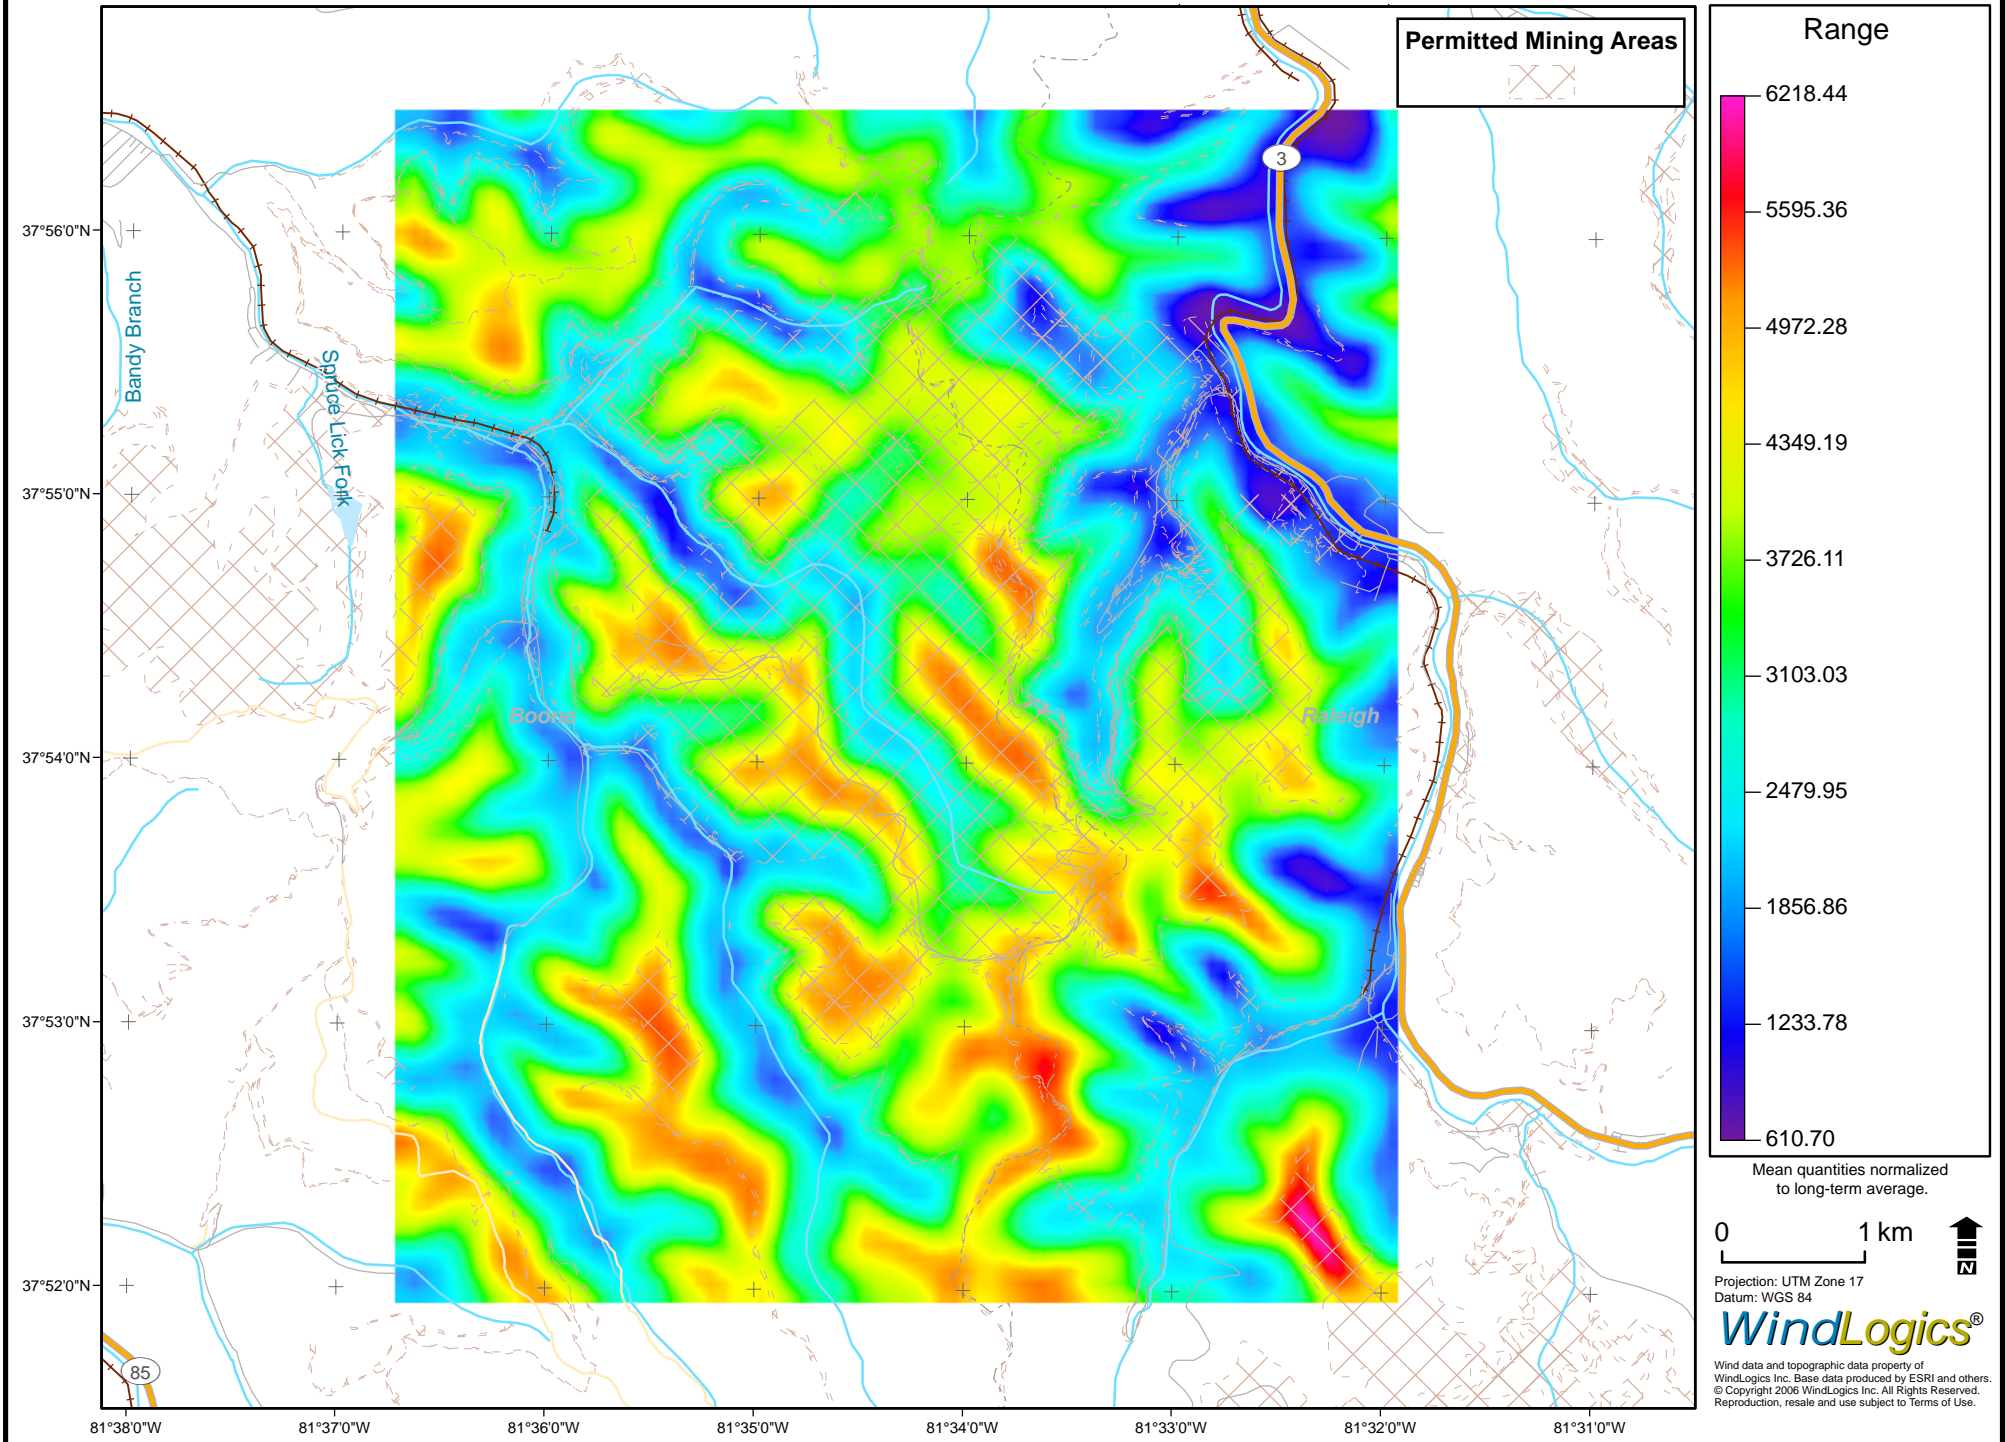 Permitted Mining Areas
3
Bandy Branch
Spruce Lick Fork
Boone
Raleigh
85
37°56'0"N
37°55'0"N
37°54'0"N
37°53'0"N
37°52'0"N
81°38'0"W
81°37'0"W
81°36'0"W
81°35'0"W
81°34'0"W
81°33'0"W
81°32'0"W
81°31'0"W
Range
6218.44
5595.36
4972.28
4349.19
3726.11
3103.03
2479.95
1856.86
1233.78
610.70
Mean quantities normalized
to long-term average.
0 1 km
N
Projection: UTM Zone 17
Datum: WGS 84
WindLogics®
Wind data and topographic data property of
WindLogics Inc. Base data produced by ESRI and others.
© Copyright 2006 WindLogics Inc. All Rights Reserved.
Reproduction, resale and use subject to Terms of Use.